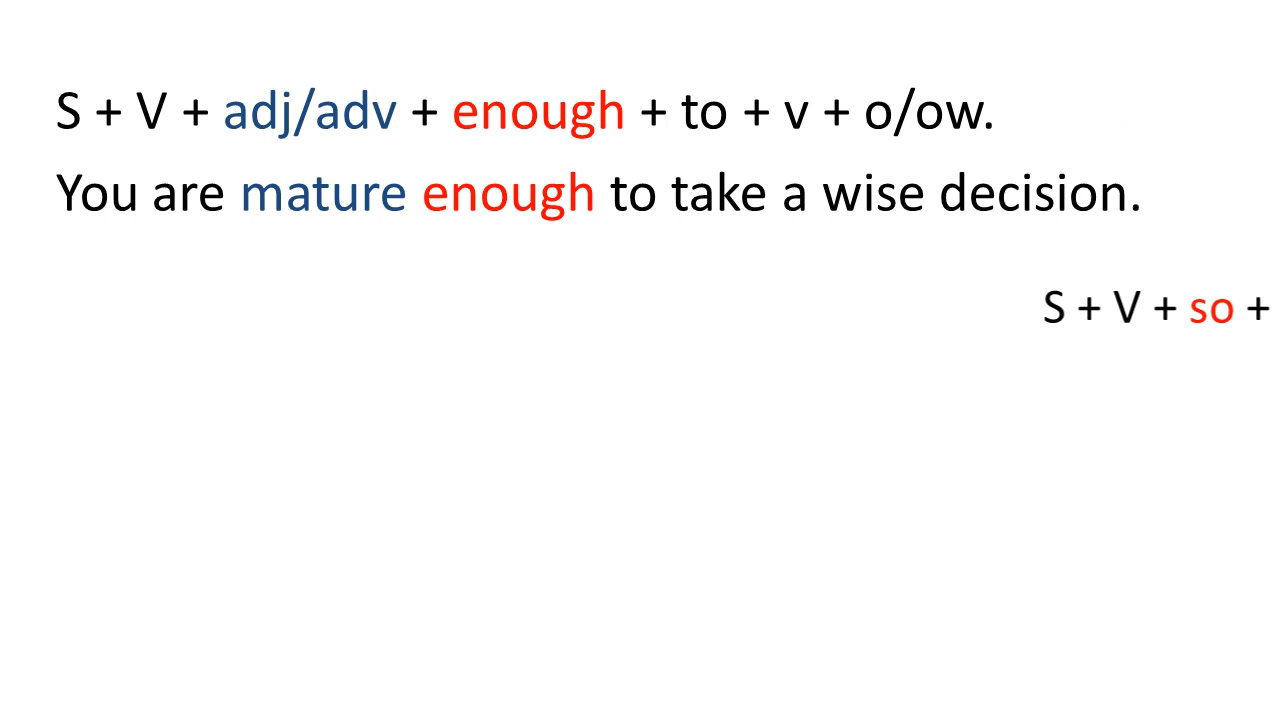 S + V + adj/adv + enough + to + v + o/ow.
You are mature enough to take a wise decision.
S + V + so +